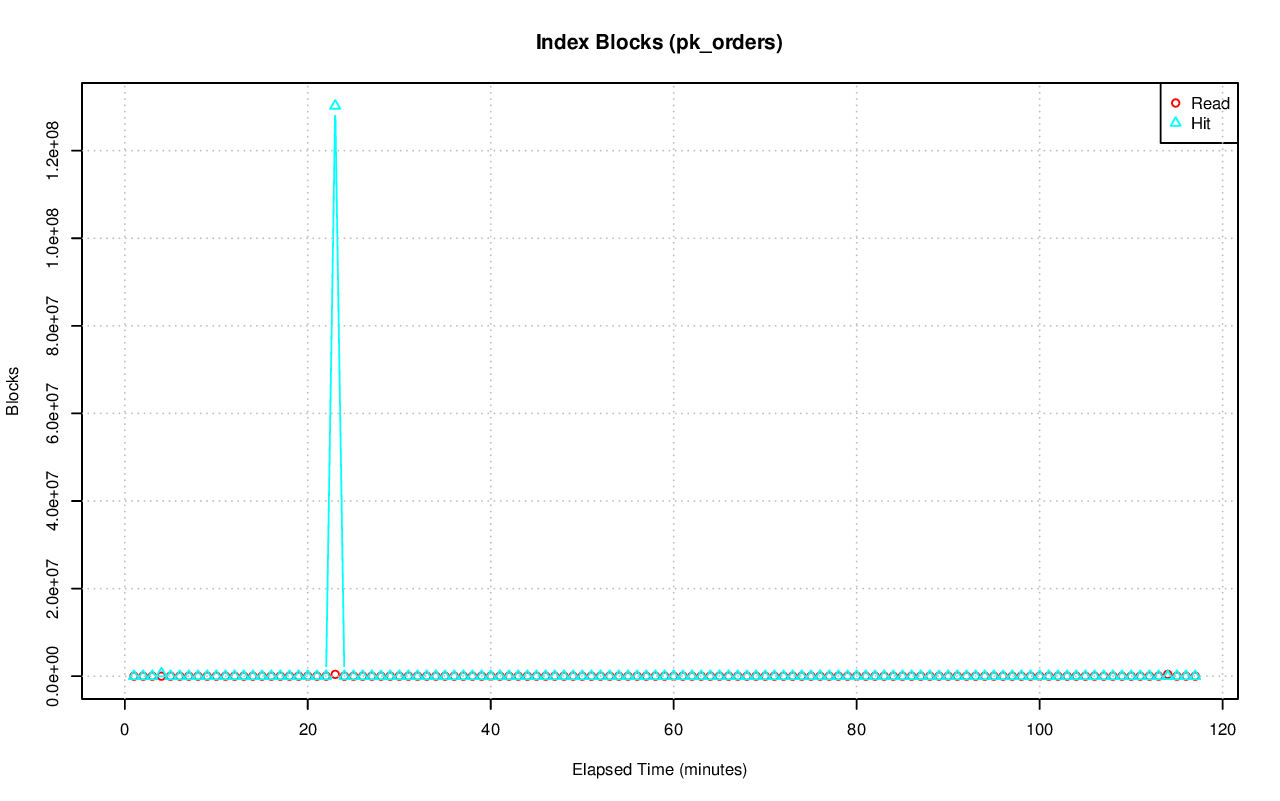 Index Blocks (pk_orders)
Read
Hit
Blocks
1.2e+08
1.0e+08
8.0e+07
6.0e+07
4.0e+07
2.0e+07
0.0e+00
0 20 40 60 80 100 120
Elapsed Time (minutes)